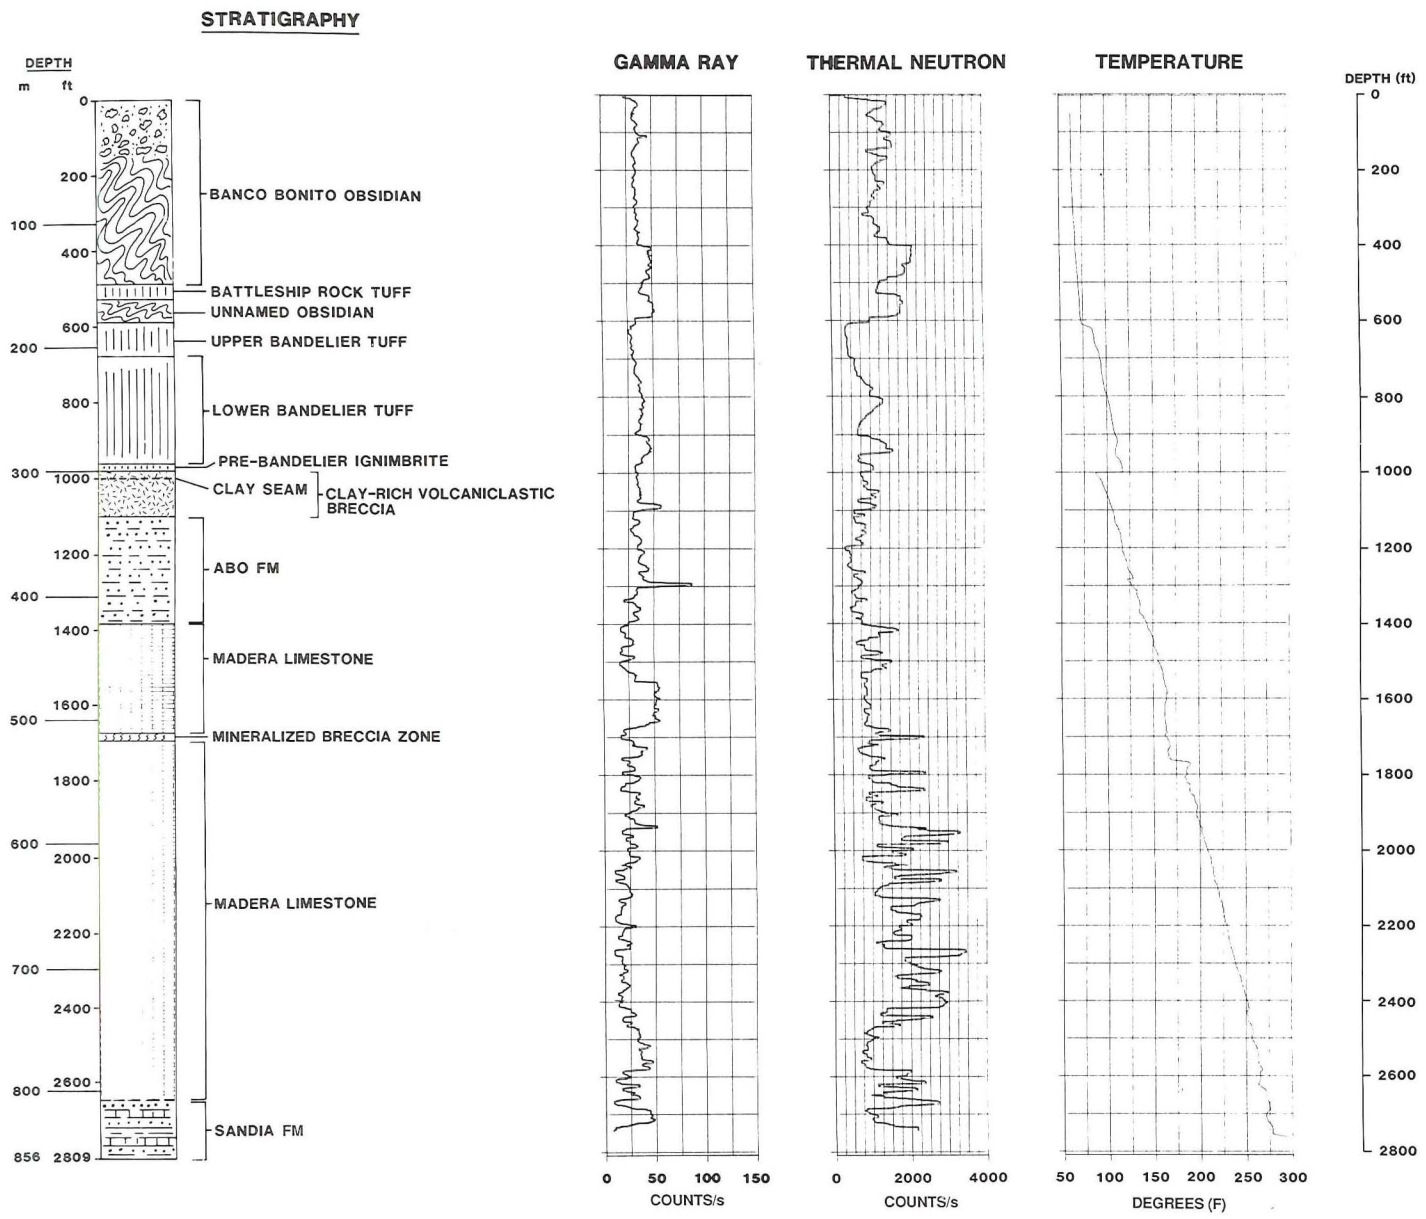 STRATIGRAPHY
DEPTH
m ft
GAMMA RAY
THERMAL NEUTRON
TEMPERATURE
DEPTH (ft)
0
200
100
400
600
200
800
300
1000
1200
400
1400
1600
500
1800
600
2000
2200
700
2400
2600
800
856 2809
BANCO BONITO OBSIDIAN
BATTLESHIP ROCK TUFF
UNNAMED OBSIDIAN
UPPER BANDELIER TUFF
LOWER BANDELIER TUFF
PRE-BANDELIER IGNIMBRITE
CLAY SEAM
CLAY-RICH VOLCANICLASTIC
BRECCIA
ABO FM
MADERA LIMESTONE
MINERALIZED BRECCIA ZONE
MADERA LIMESTONE
SANDIA FM
0 50 100 150
COUNTS/s
0 2000 4000
COUNTS/s
50 100 150 200 250 300
DEGREES (F)
0
200
400
600
800
1000
1200
1400
1600
1800
2000
2200
2400
2600
2800